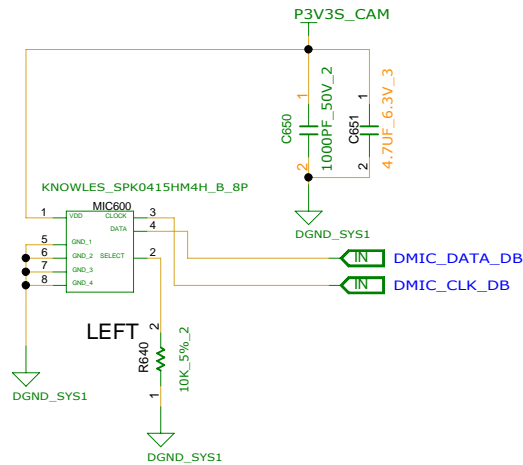 P3V3S_CAM
1
1
C650
1000PF_50V_2
C651
4.7UF_6.3V_3
2
2
DGND_SYS1
KNOWLES_SPK0415HM4H_B_8P
MIC600
1 VDD CLOCK 3
DATA 4
5 GND_1
6 GND_2 SELECT 2
7 GND_3
8 GND_4
IN DMIC_DATA_DB
IN DMIC_CLK_DB
LEFT
2
R640
10K_5%_2
1
DGND_SYS1
DGND_SYS1